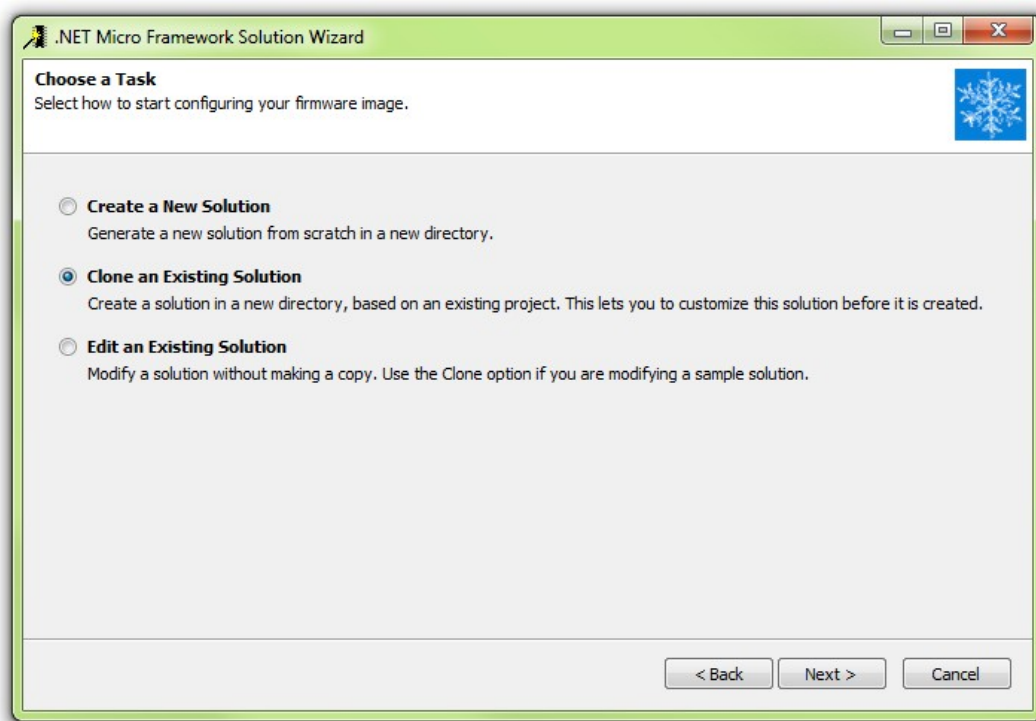 .NET Micro Framework Solution Wizard
Choose a Task
Select how to start configuring your firmware image.
Create a New Solution
Generate a new solution from scratch in a new directory.
Clone an Existing Solution
Create a solution in a new directory, based on an existing project. This lets you to customize this solution before it is created.
Edit an Existing Solution
Modify a solution without making a copy. Use the Clone option if you are modifying a sample solution.
< Back Next > Cancel